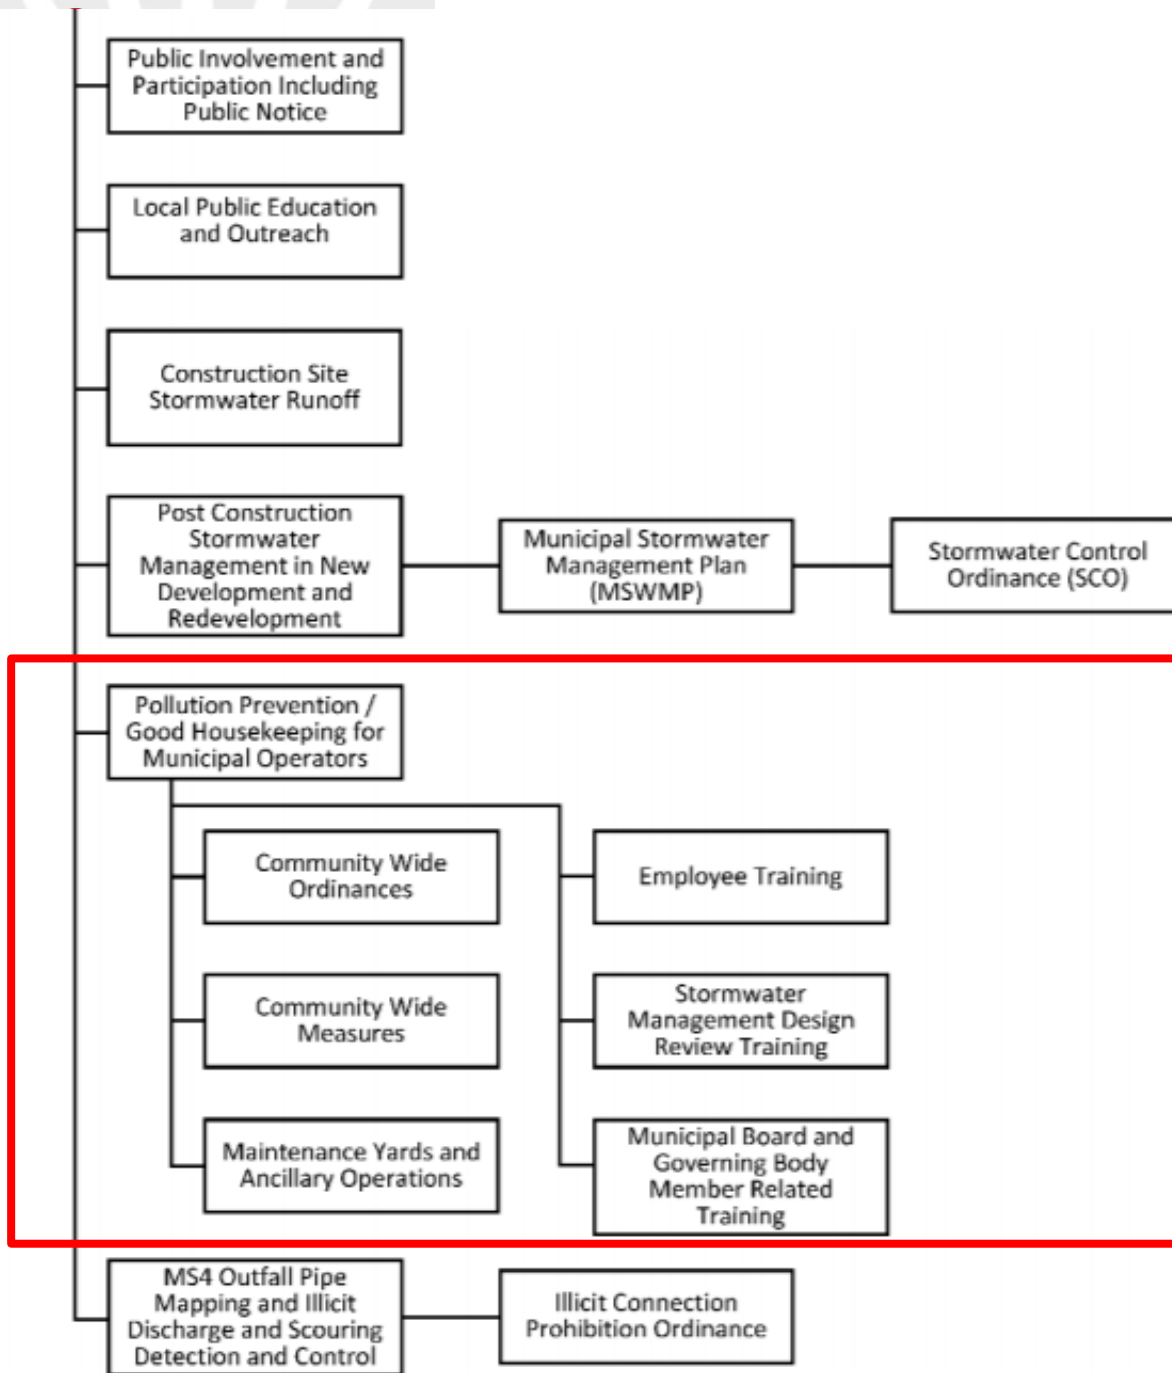 Public Involvement and
Participation Including
Public Notice
Local Public Education
and Outreach
Construction Site
Stormwater Runoff
Post Construction
Stormwater
Management in New
Development and
Redevelopment
Municipal Stormwater
Management Plan
(MSWMP)
Stormwater Control
Ordinance (SCO)
Pollution Prevention /
Good Housekeeping for
Municipal Operators
Community Wide
Ordinances
Employee Training
Community Wide
Measures
Stormwater
Management Design
Review Training
Maintenance Yards and
Ancillary Operations
Municipal Board and
Governing Body
Member Related
Training
MS4 Outfall Pipe
Mapping and Illicit
Discharge and Scouring
Detection and Control
Illicit Connection
Prohibition Ordinance